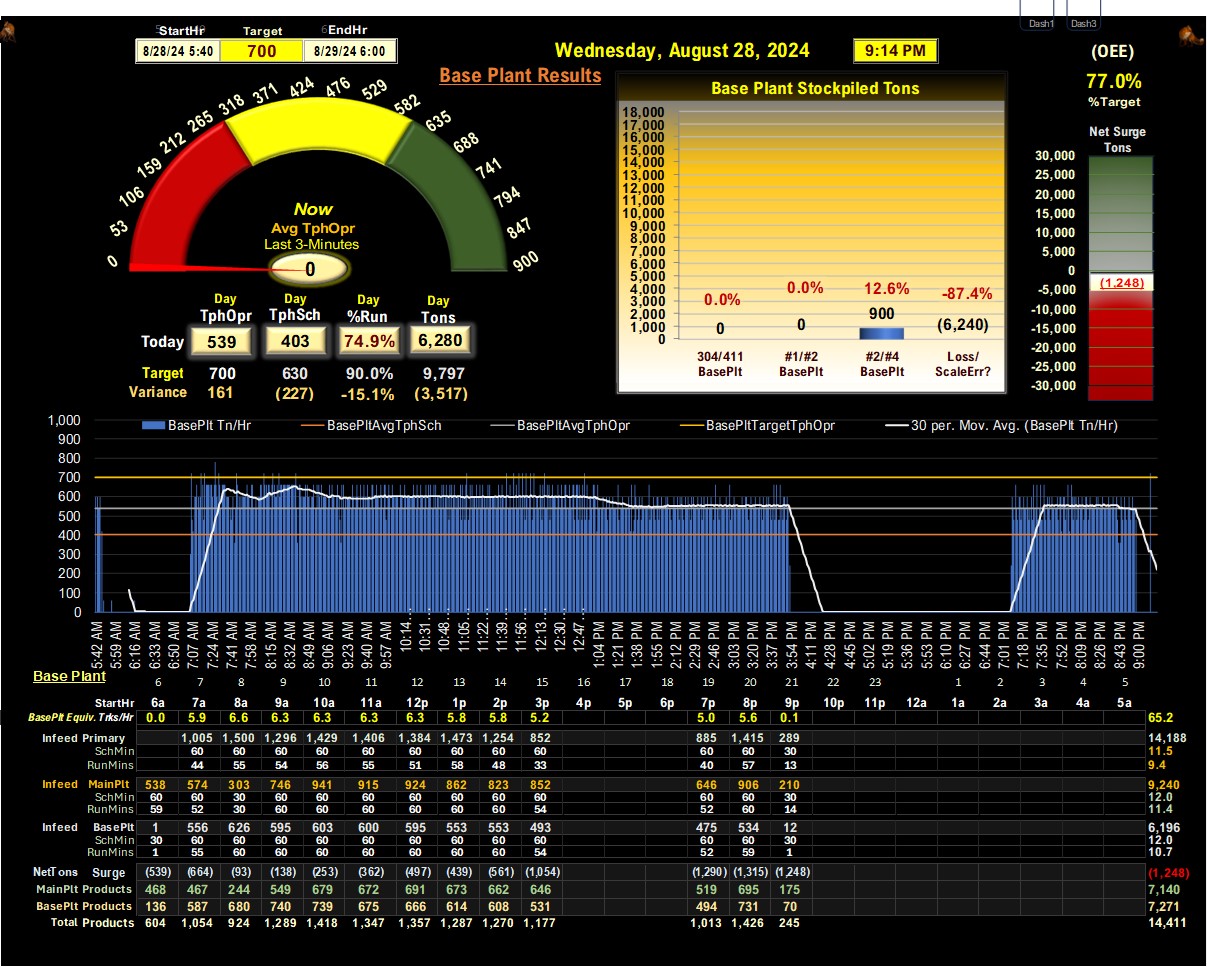 Dash1 Dash3
StartHr Target EndHr
8/28/24 5:40 700 8/29/24 6:00
Wednesday, August 28, 2024 9:14 PM
(OEE)
77.0%
%Target
Base Plant Results
Base Plant Stockpiled Tons
Net Surge
Tons
0 53 106 159 212 265 318 371 424 476 529 582 635 688 741 794 847 900
Now
Avg TphOpr
Last 3-Minutes
0
Day Day Day Day
TphOpr TphSch %Run Tons
Today 539 403 74.9% 6,280
Target 700 630 90.0% 9,797
Variance 161 (227) -15.1% (3,517)
18,000
17,000
16,000
15,000
14,000
13,000
12,000
11,000
10,000
9,000
8,000
7,000
6,000
5,000
4,000
3,000
2,000
1,000
0
0.0% 0.0% 12.6% -87.4%
0 0 900 (6,240)
304/411 #1/#2 #2/#4 Loss/
BasePlt BasePlt BasePlt ScaleErr?
30,000
25,000
20,000
15,000
10,000
5,000
0
(1,248)
-5,000
-10,000
-15,000
-20,000
-25,000
-30,000
BasePlt Tn/Hr BasePltAvgTphSch BasePltAvgTphOpr BasePltTargetTphOpr 30 per. Mov. Avg. (BasePlt Tn/Hr)
1,000
900
800
700
600
500
400
300
200
100
0
5:42 AM 5:59 AM 6:16 AM 6:33 AM 6:50 AM 7:07 AM 7:24 AM 7:41 AM 7:58 AM 8:15 AM 8:32 AM 8:49 AM 9:06 AM 9:23 AM 9:40 AM 9:57 AM 10:14... 10:31... 10:48... 11:05... 11:22... 11:39... 11:56... 12:13... 12:30... 12:47... 1:04 PM 1:21 PM 1:38 PM 1:55 PM 2:12 PM 2:29 PM 2:46 PM 3:03 PM 3:20 PM 3:37 PM 3:54 PM 4:11 PM 4:28 PM 4:45 PM 5:02 PM 5:19 PM 5:36 PM 5:53 PM 6:10 PM 6:27 PM 6:44 PM 7:01 PM 7:18 PM 7:35 PM 7:52 PM 8:09 PM 8:26 PM 8:43 PM 9:00 PM
Base Plant 6 7 8 9 10 11 12 13 14 15 16 17 18 19 20 21 22 23 1 2 3 4 5
StartHr 6a 7a 8a 9a 10a 11a 12p 1p 2p 3p 4p 5p 6p 7p 8p 9p 10p 11p 12a 1a 2a 3a 4a 5a
BasePlt Equiv. Trks/Hr 0.0 5.9 6.6 6.3 6.3 6.3 6.3 5.8 5.8 5.2 5.0 5.6 0.1 65.2
Infeed Primary 1,005 1,500 1,296 1,429 1,406 1,384 1,473 1,254 852 885 1,415 289 14,188
SchMin 60 60 60 60 60 60 60 60 60 60 60 30 11.5
RunMins 44 55 54 56 55 51 58 48 33 40 57 13 9.4
Infeed MainPlt 538 574 303 746 941 915 924 862 823 852 646 906 210 9,240
SchMin 60 60 30 60 60 60 60 60 60 60 60 60 30 12.0
RunMins 59 52 30 60 60 60 60 60 60 54 52 60 14 11.4
Infeed BasePlt 1 556 626 595 603 600 595 553 553 493 475 534 12 6,196
SchMin 30 60 60 60 60 60 60 60 60 60 60 60 30 12.0
RunMins 1 55 60 60 60 60 60 60 60 54 52 59 1 10.7
NetTons Surge (539) (664) (93) (138) (253) (362) (497) (439) (561) (1,054) (1,290) (1,315) (1,248) (1,248)
MainPlt Products 468 467 244 549 679 672 691 673 662 646 519 695 175 7,140
BasePlt Products 136 587 680 740 739 675 666 614 608 531 494 731 70 7,271
Total Products 604 1,054 924 1,289 1,418 1,347 1,357 1,287 1,270 1,177 1,013 1,426 245 14,411